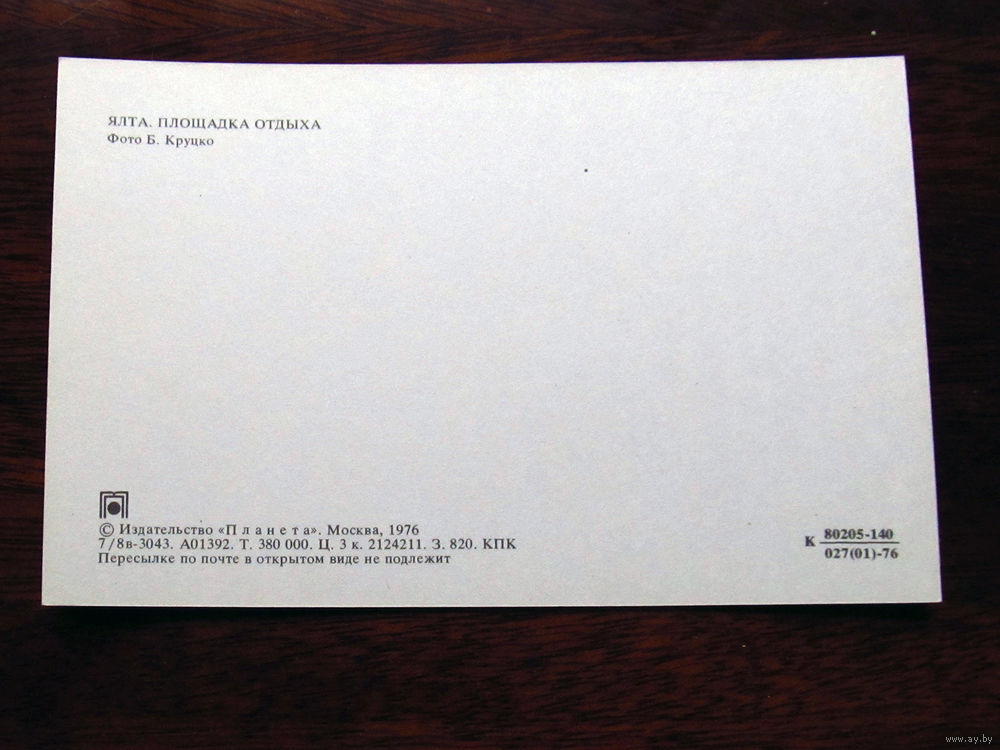 ЯЛТА. ПЛОЩАДКА ОТДЫХА
Фото Б. Круцко
© Издательство «П л а н е т а». Москва, 1976
7/8в-3043. А01392. Т. 380 000. Ц. 3 к. 2124211. З. 820. КПК
Пересылке по почте в открытом виде не подлежит
К 80205-140
027(01)-76
www.ay.by